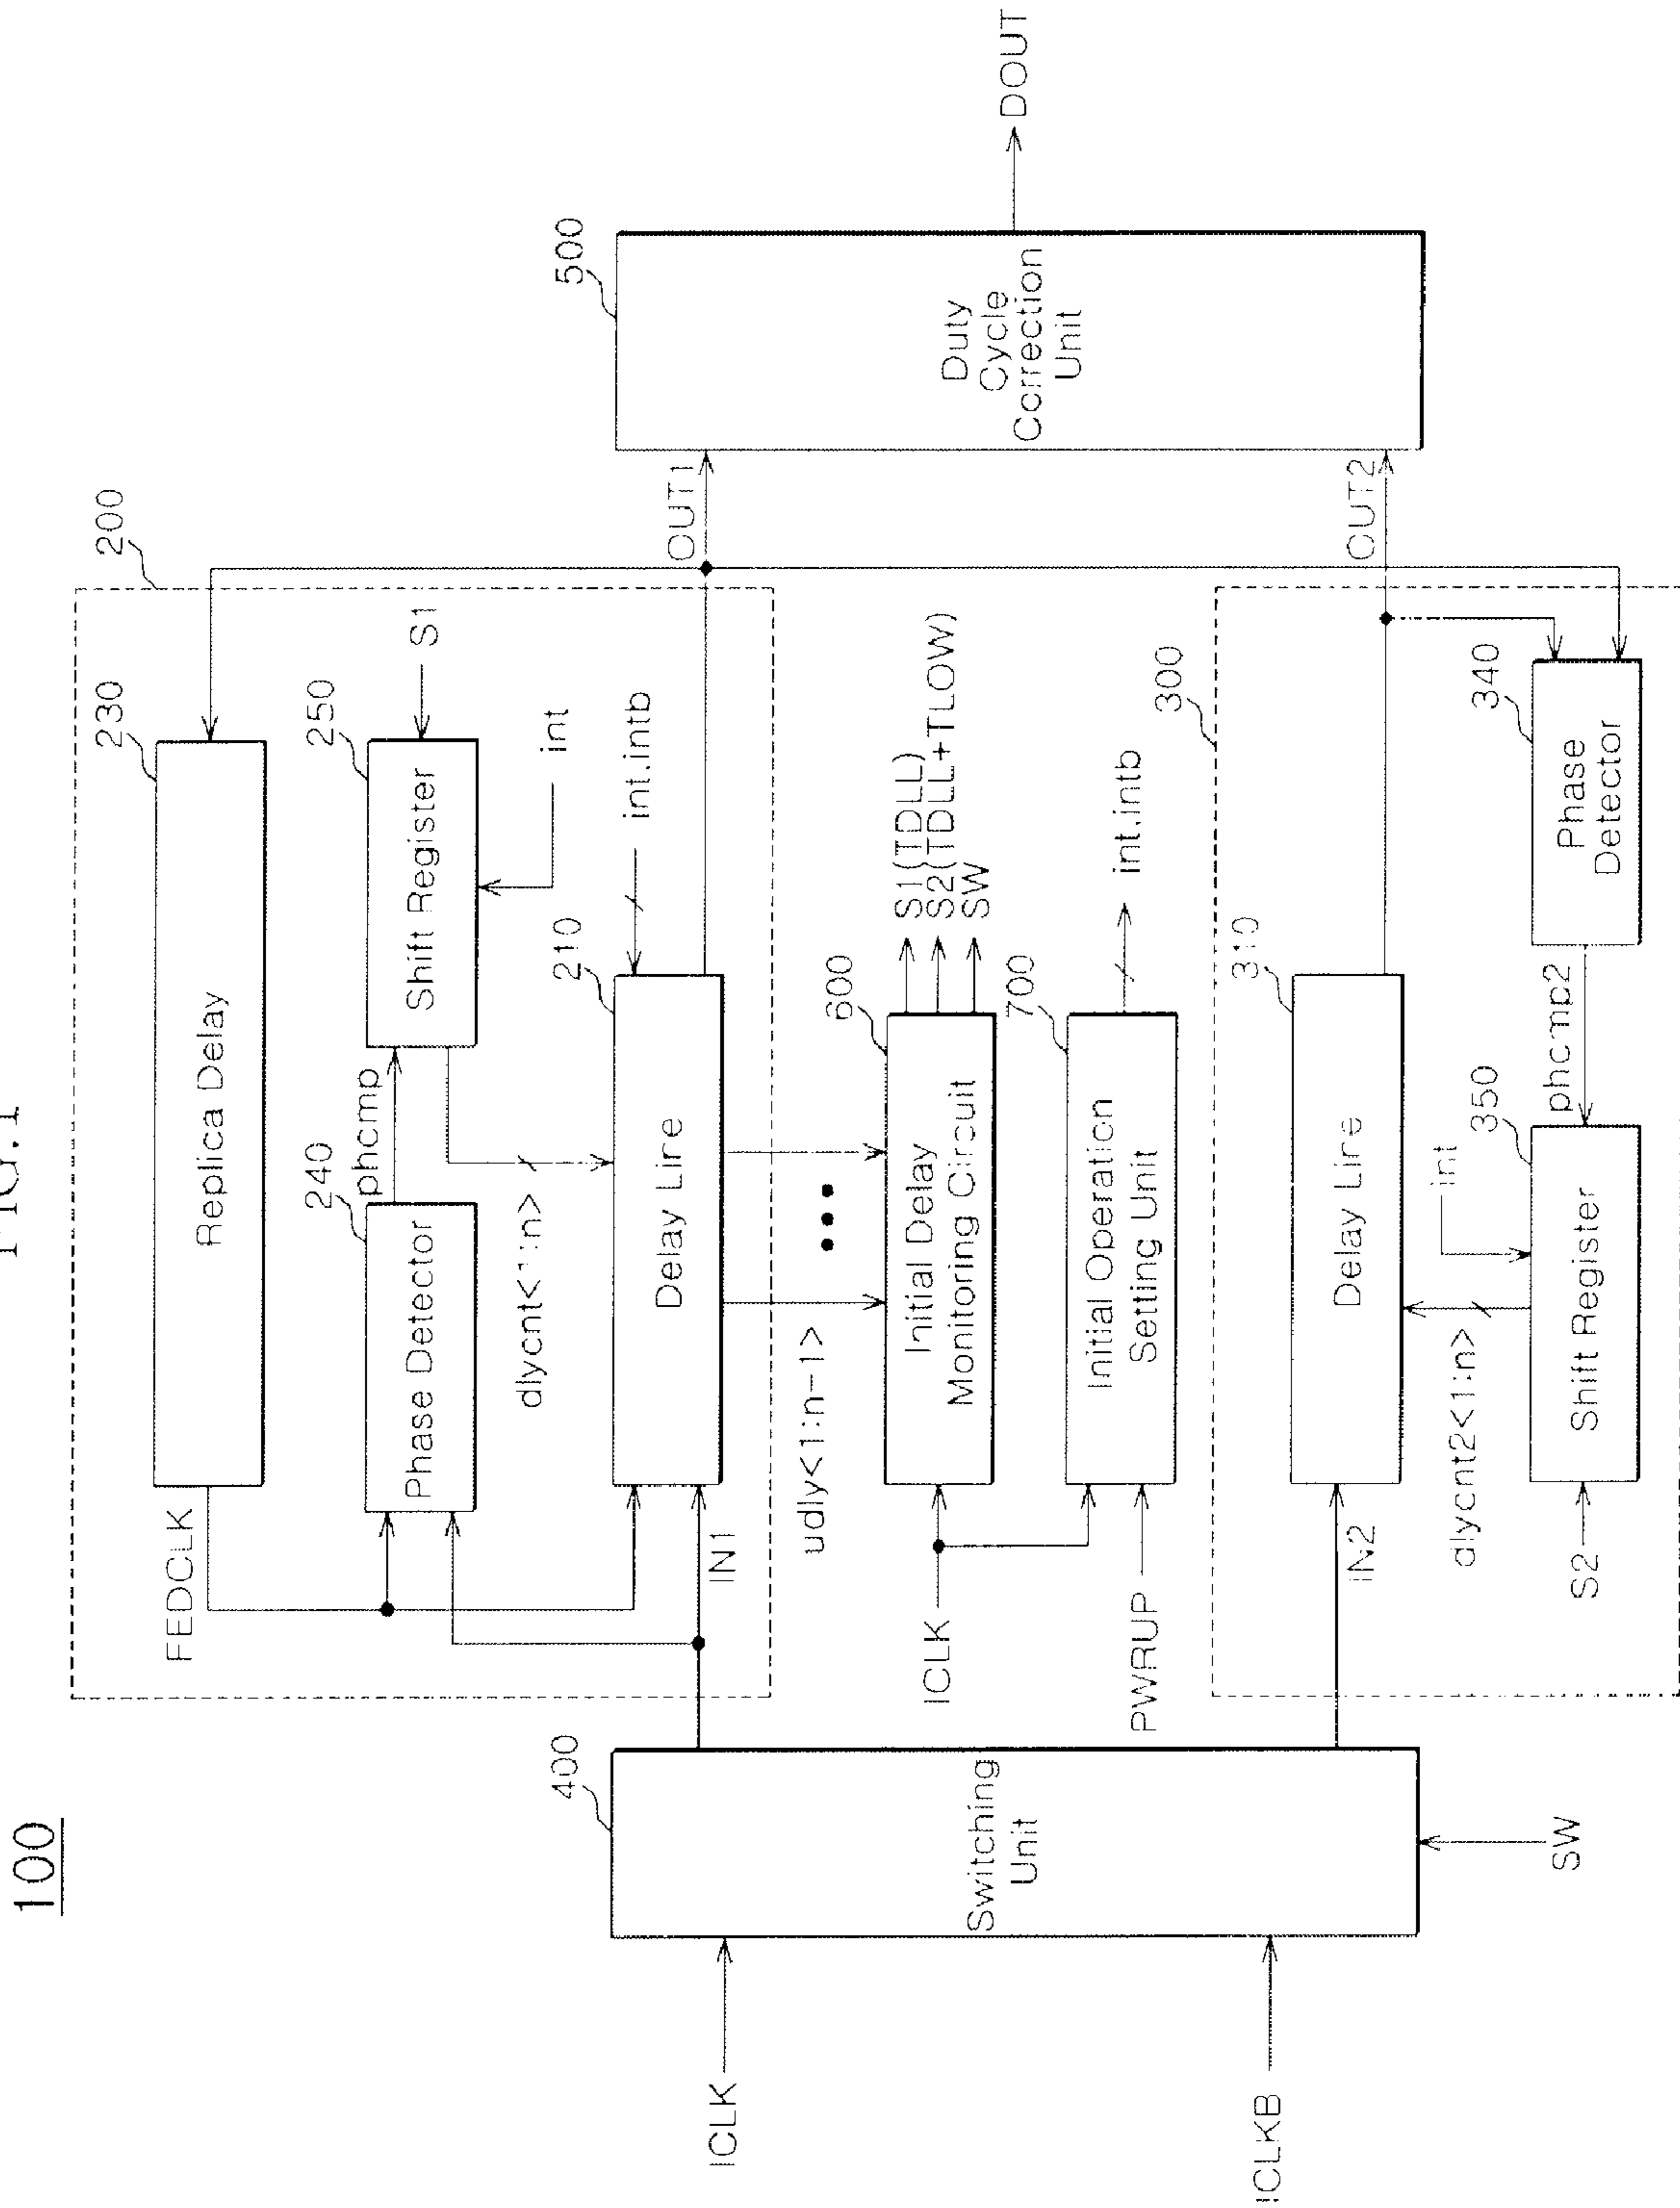 FIG. 1
100
200
230
Replica Delay
FEDCLK
240
Phase Detector
phcmp
250
Shift Register
S1
int
dlycnt<1:n>
210
Delay Line
int.intb
IN1
OUT1
udly<1:n-1>
600
Initial Delay
Monitoring Circuit
S1(TDLL)
S2(TDLL+TLOW)
SW
ICLK
700
Initial Operation
Setting Unit
int.intb
PWRUP
300
310
Delay Line
IN2
OUT2
340
Phase
Detector
phcmp2
350
Shift Register
int
dlycnt2<1:n>
S2
400
Switching
Unit
SW
ICLK
ICLKB
500
Duty
Cycle
Correction
Unit
DOUT